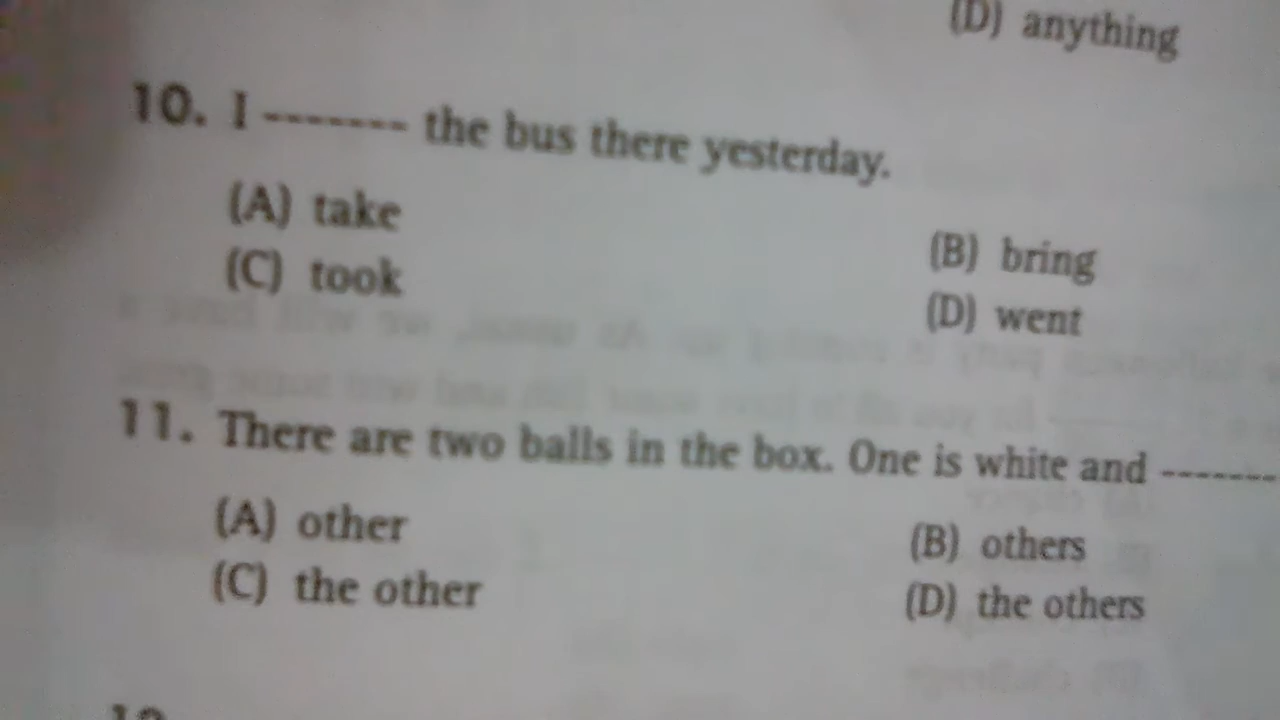 (D) anything
10. I ------- the bus there yesterday.
(A) take
(B) bring
(C) took
(D) went
11. There are two balls in the box. One is white and -------
(A) other
(B) others
(C) the other
(D) the others